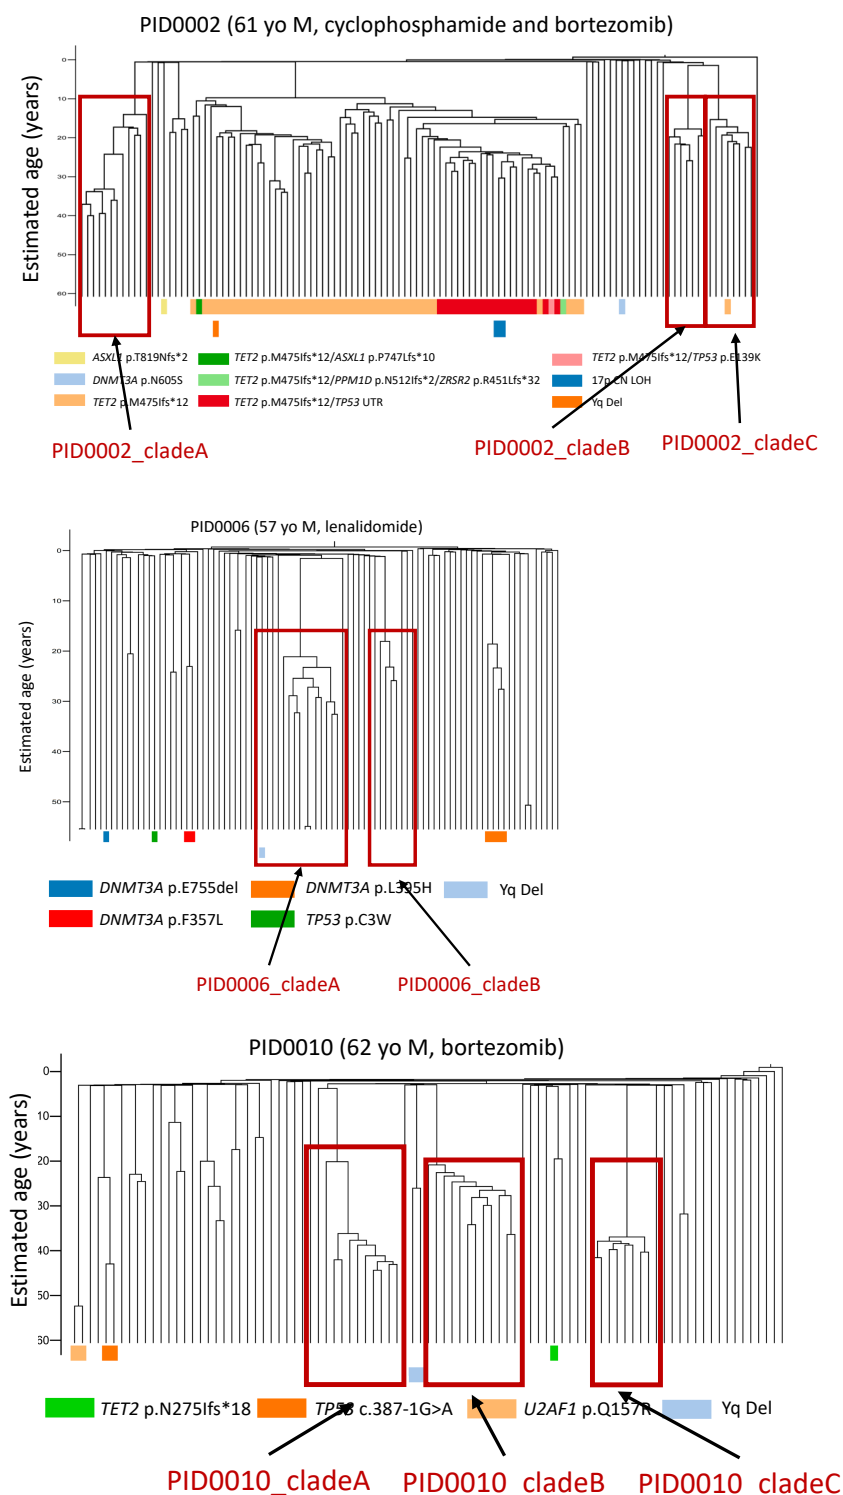 PID0002 (61 yo M, cyclophosphamide and bortezomib)
Estimated age (years)
0
10
20
30
40
50
60
ASXL1 p.T819Nfs*2
TET2 p.M475Ifs*12/ASXL1 p.P747Lfs*10
TET2 p.M475Ifs*12/TP53 p.E139K
DNMT3A p.N605S
TET2 p.M475Ifs*12/PPM1D p.N512Ifs*2/ZRSR2 p.R451Lfs*32
17p CN LOH
TET2 p.M475Ifs*12
TET2 p.M475Ifs*12/TP53 UTR
Yq Del
PID0002_cladeA
PID0002_cladeB
PID0002_cladeC
PID0006 (57 yo M, lenalidomide)
Estimated age (years)
0
10
20
30
40
50
DNMT3A p.E755del
DNMT3A p.L395H
Yq Del
DNMT3A p.F357L
TP53 p.C3W
PID0006_cladeA
PID0006_cladeB
PID0010 (62 yo M, bortezomib)
Estimated age (years)
0
10
20
30
40
50
60
TET2 p.N275Ifs*18
TP53 c.387-1G>A
U2AF1 p.Q157R
Yq Del
PID0010_cladeA
PID0010_cladeB
PID0010_cladeC